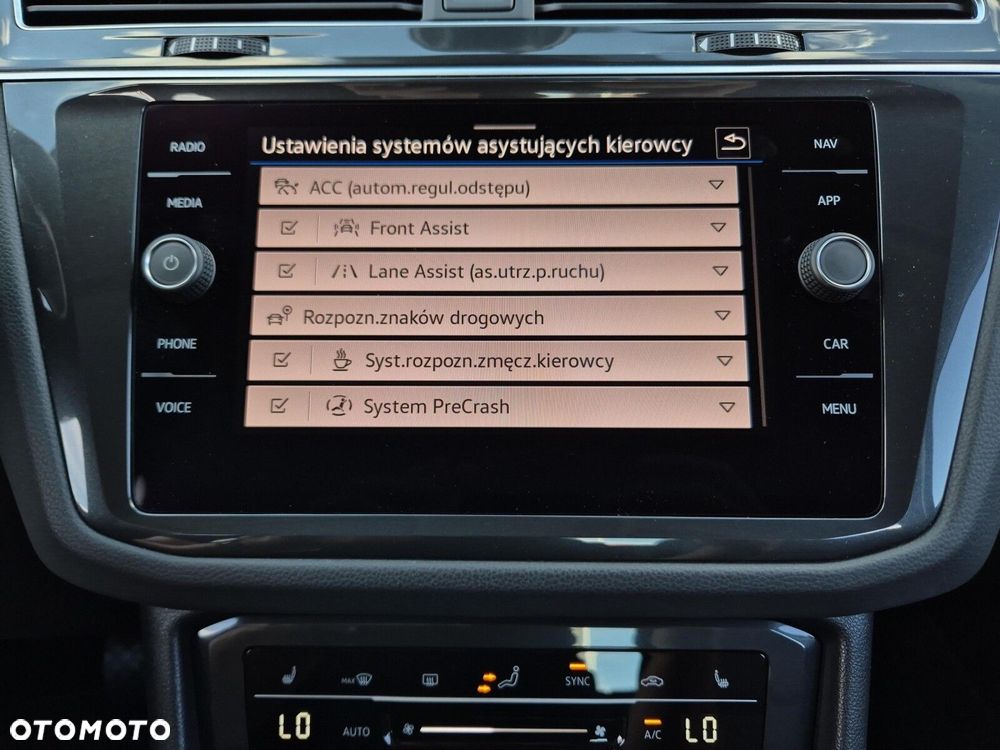 Ustawienia systemów asystujących kierowcy
RADIO
NAV
ACC (autom.regul.odstępu)
MEDIA
APP
Front Assist
Lane Assist (as.utrz.p.ruchu)
Rozpozn.znaków drogowych
PHONE
CAR
Syst.rozpozn.zmęcz.kierowcy
VOICE
System PreCrash
MENU
MAX
SYNC
LO
AUTO
A/C
LO
OTOMOTO